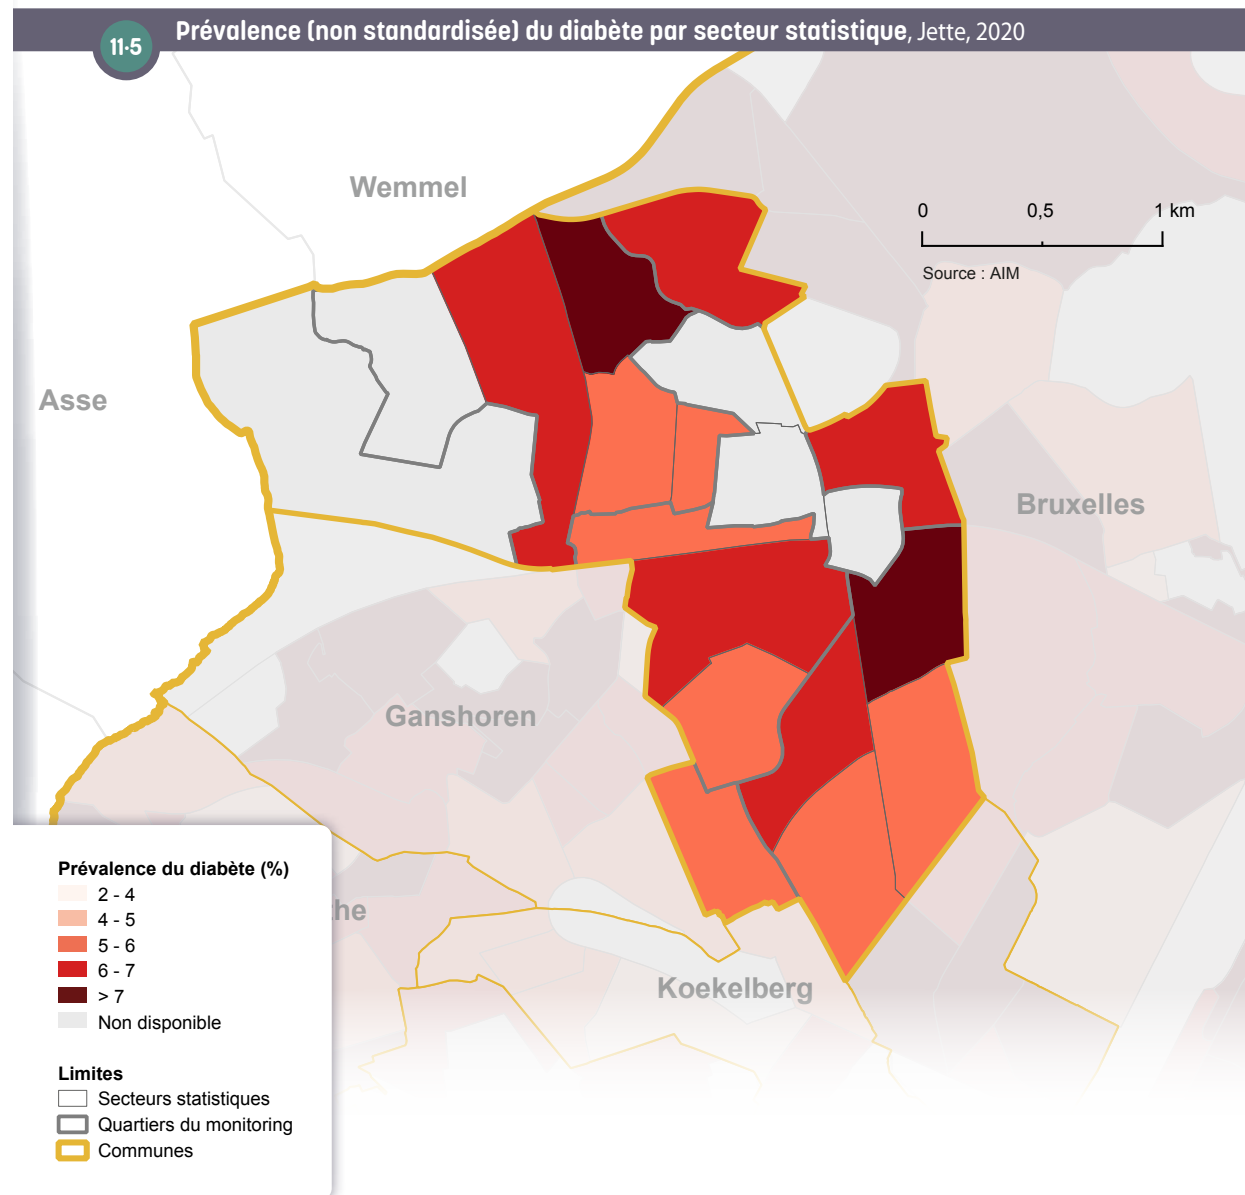 11·5
Prévalence (non standardisée) du diabète par secteur statistique, Jette, 2020
Wemmel
0 0,5 1 km
Source : AIM
Asse
Bruxelles
Ganshoren
he
Koekelberg
Prévalence du diabète (%)
2 - 4
4 - 5
5 - 6
6 - 7
> 7
Non disponible
Limites
Secteurs statistiques
Quartiers du monitoring
Communes